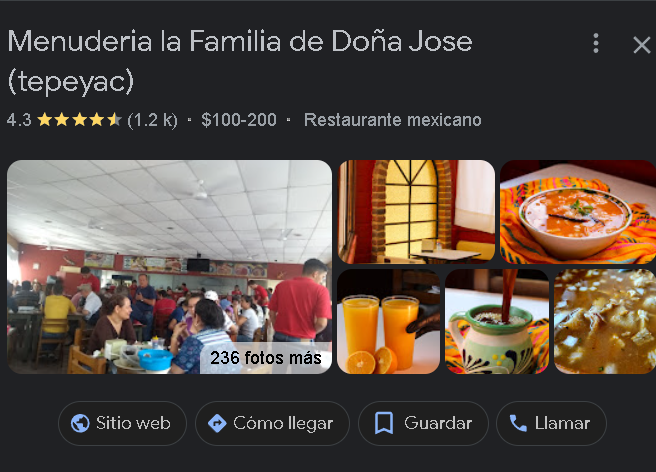 Menuderia la Familia de Doña Jose
(tepeyac)
4.3 (1.2 k) · $100-200 · Restaurante mexicano
236 fotos más
Sitio web Cómo llegar Guardar Llamar